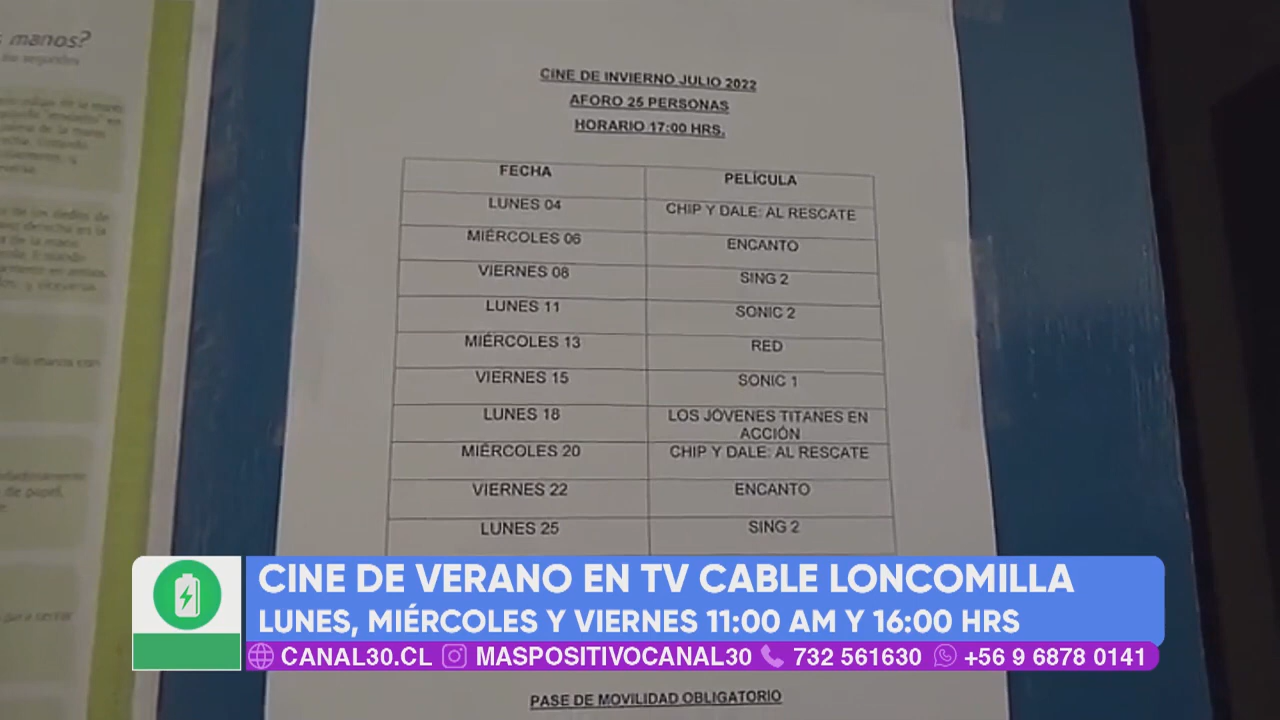 manos?
CINE DE INVIERNO JULIO 2022
AFORO 25 PERSONAS
HORARIO 17:00 HRS.
FECHA PELÍCULA
LUNES 04 CHIP Y DALE: AL RESCATE
MIÉRCOLES 06 ENCANTO
VIERNES 08 SING 2
LUNES 11 SONIC 2
MIÉRCOLES 13 RED
VIERNES 15 SONIC 1
LUNES 18 LOS JÓVENES TITANES EN
ACCIÓN
MIÉRCOLES 20 CHIP Y DALE: AL RESCATE
VIERNES 22 ENCANTO
LUNES 25 SING 2
CINE DE VERANO EN TV CABLE LONCOMILLA
LUNES, MIÉRCOLES Y VIERNES 11:00 AM Y 16:00 HRS
CANAL30.CL MASPOSITIVOCANAL30 732 561630 +56 9 6878 0141
PASE DE MOVILIDAD OBLIGATORIO